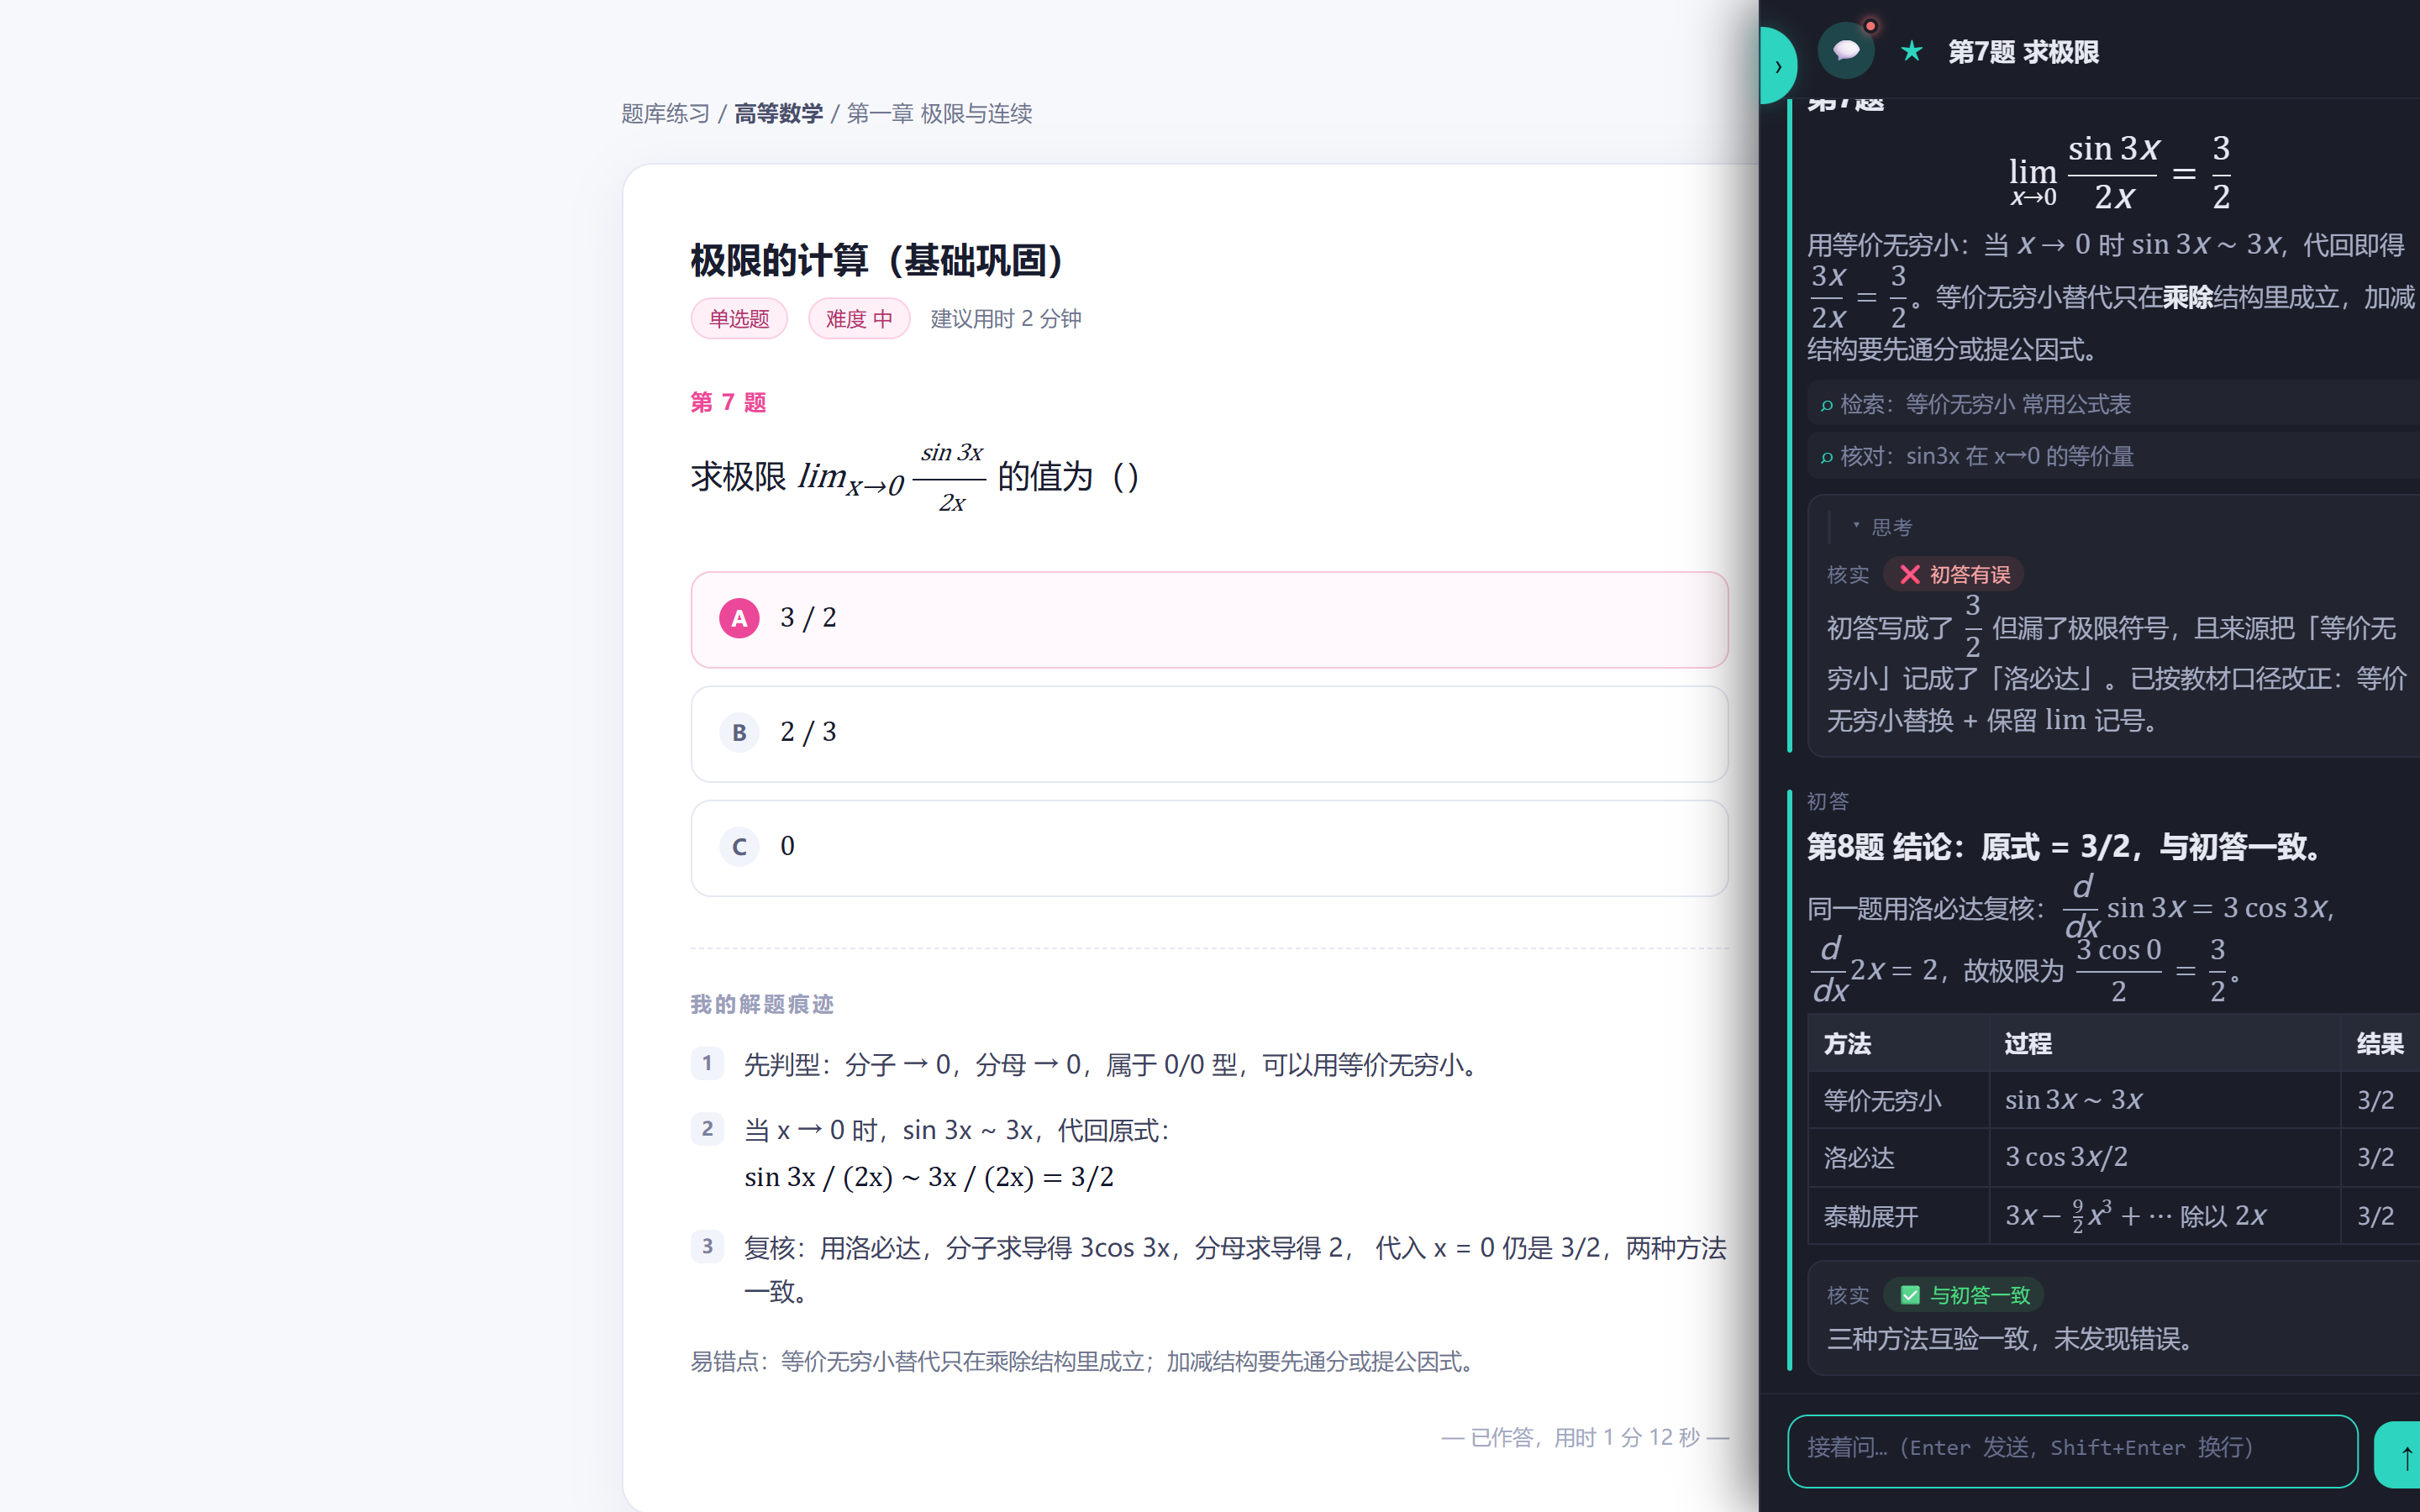 题库练习 / 高等数学 / 第一章 极限与连续
极限的计算（基础巩固）
单选题 难度 中 建议用时 2 分钟
第 7 题
求极限 lim x→0 sin 3x / 2x 的值为（）
A 3 / 2
B 2 / 3
C 0
我的解题痕迹
1 先判型：分子 → 0，分母 → 0，属于 0/0 型，可以用等价无穷小。
2 当 x → 0 时，sin 3x ~ 3x，代回原式：
sin 3x / (2x) ~ 3x / (2x) = 3/2
3 复核：用洛必达，分子求导得 3cos 3x，分母求导得 2， 代入 x = 0 仍是 3/2，两种方法
一致。
易错点：等价无穷小替代只在乘除结构里成立；加减结构要先通分或提公因式。
— 已作答，用时 1 分 12 秒 —
› ★ 第7题 求极限
第7题
lim x→0 sin 3x / 2x = 3/2
用等价无穷小：当 x → 0 时 sin 3x ~ 3x，代回即得
3x/2x = 3/2。等价无穷小替代只在乘除结构里成立，加减
结构要先通分或提公因式。
检索：等价无穷小 常用公式表
核对：sin3x 在 x→0 的等价量
思考
核实 ❌ 初答有误
初答写成了 3/2 但漏了极限符号，且来源把「等价无
穷小」记成了「洛必达」。已按教材口径改正：等价
无穷小替换 + 保留 lim 记号。
初答
第8题 结论：原式 = 3/2，与初答一致。
同一题用洛必达复核：d/dx sin 3x = 3 cos 3x，
d/dx 2x = 2，故极限为 3 cos 0 / 2 = 3/2。
方法 过程 结果
等价无穷小 sin 3x ~ 3x 3/2
洛必达 3 cos 3x/2 3/2
泰勒展开 3x − 9/2 x³ + ⋯ 除以 2x 3/2
核实 ✅ 与初答一致
三种方法互验一致，未发现错误。
接着问…（Enter 发送，Shift+Enter 换行） ↑